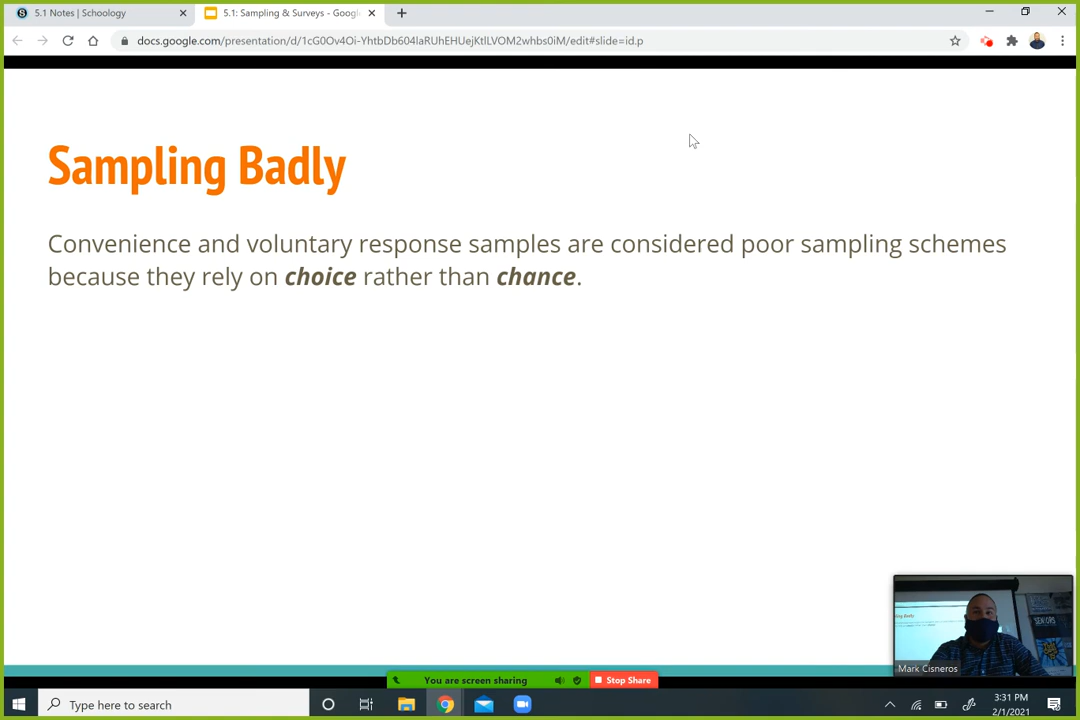 5.1 Notes | Schoology
5.1: Sampling & Surveys - Googl
docs.google.com/presentation/d/1cG0Ov4Oi-YhtbDb604laRUhEHUejKtlLVOM2whbs0iM/edit#slide=id.p
Sampling Badly
Convenience and voluntary response samples are considered poor sampling schemes
because they rely on choice rather than chance.
SENIORS
Mark Cisneros
You are screen sharing
Stop Share
Type here to search
3:31 PM
2/1/2021